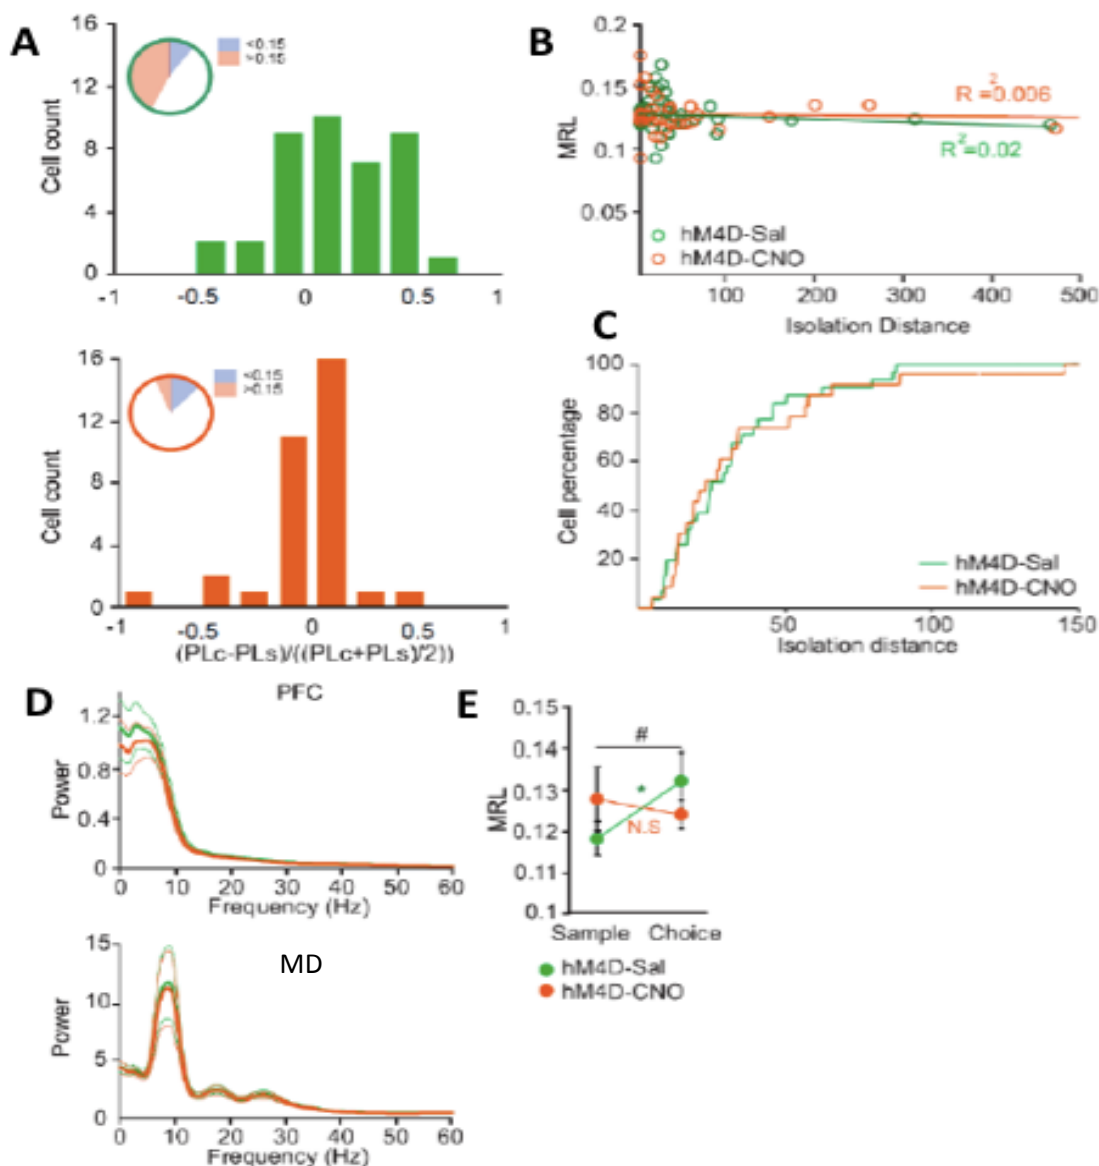 A
16
12
8
4
0
Cell count
<0.15
>0.15
-1
-0.5
0
0.5
1
16
12
8
4
0
Cell count
<0.15
>0.15
-1
-0.5
0
0.5
1
(PLc-PLs)/((PLc+PLs)/2))
B
0.2
0.15
0.1
0.05
MRL
R²=0.006
R²=0.02
hM4D-Sal
hM4D-CNO
100
200
300
400
500
Isolation Distance
C
100
80
60
40
20
Cell percentage
hM4D-Sal
hM4D-CNO
50
100
150
Isolation distance
D
PFC
1.2
0.8
0.4
0
Power
0
10
20
30
40
50
60
Frequency (Hz)
MD
15
10
5
0
Power
0
10
20
30
40
50
60
Frequency (Hz)
E
0.15
0.14
0.13
0.12
0.11
0.1
MRL
#
*
N.S
Sample
Choice
hM4D-Sal
hM4D-CNO